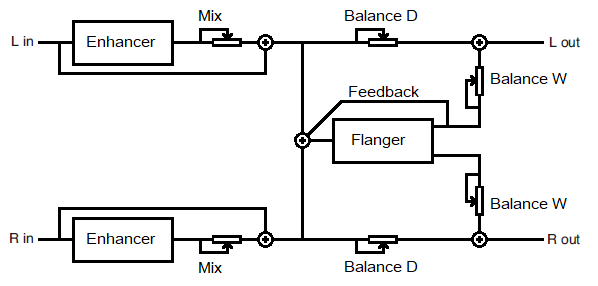 Mix
Balance D
L in
Enhancer
L out
Balance W
Feedback
Flanger
Balance W
R in
Enhancer
R out
Mix
Balance D